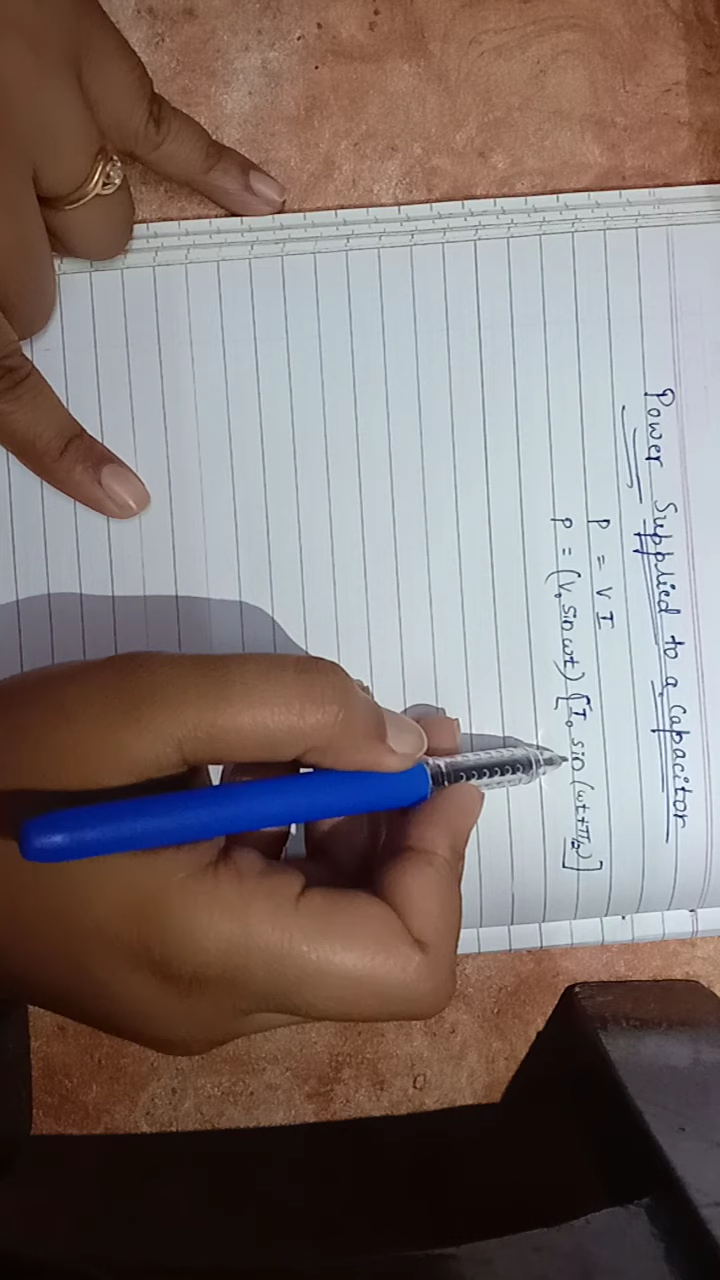 Power Supplied to a Capacitor
P = V I
P = (V₀ sin ωt) [I₀ sin (ωt + π/2)]